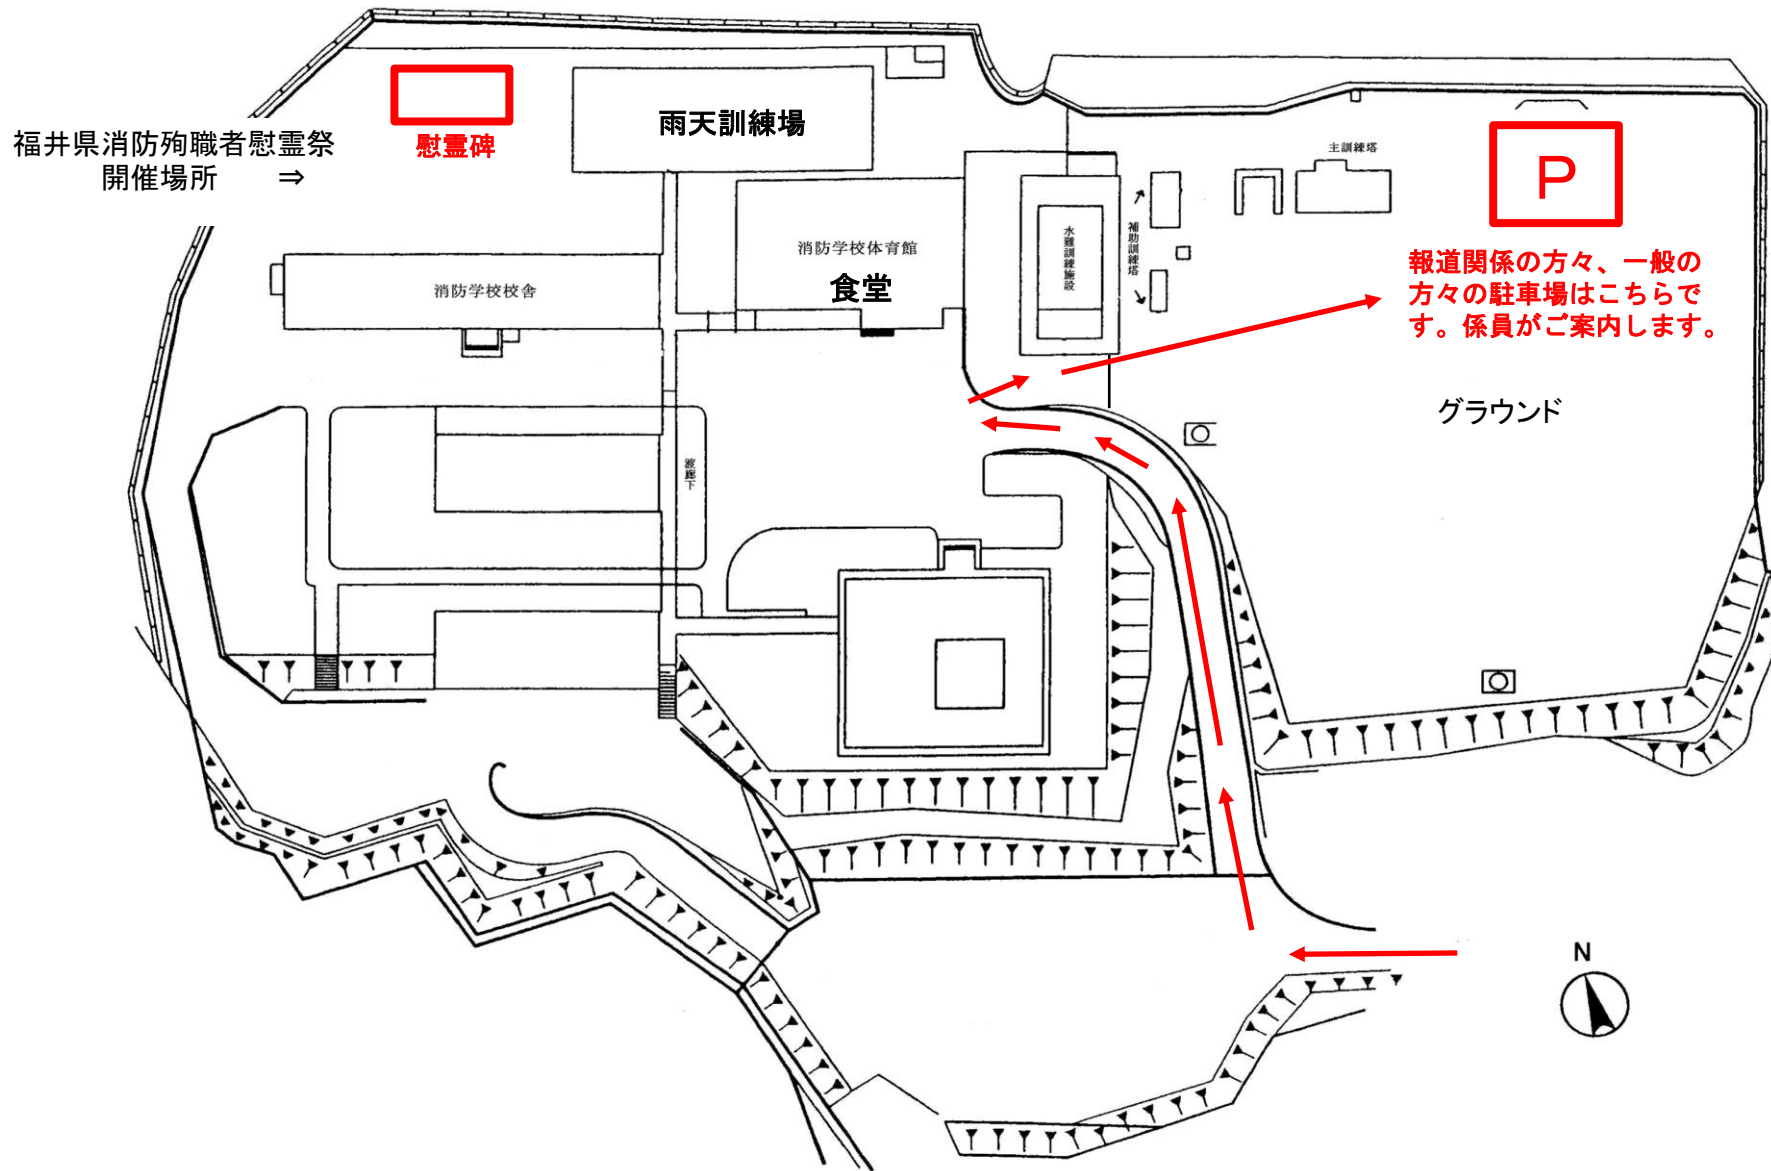 福井県消防殉職者慰霊祭
開催場所 ⇒
慰霊碑
雨天訓練場
消防学校体育館
食堂
消防学校校舎
水難訓練施設
補助訓練塔
主訓練塔
P
報道関係の方々、一般の
方々の駐車場はこちらで
す。係員がご案内します。
グラウンド
渡廊下
N